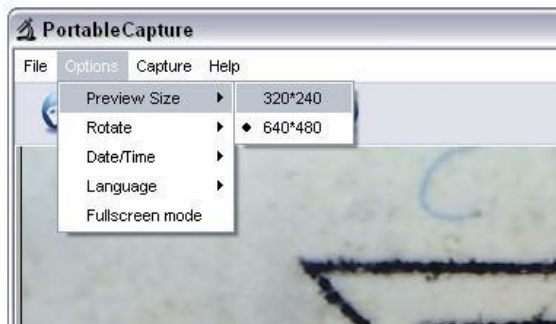 PortableCapture
File Options Capture Help
Preview Size 320*240
Rotate 640*480
Date/Time
Language
Fullscreen mode